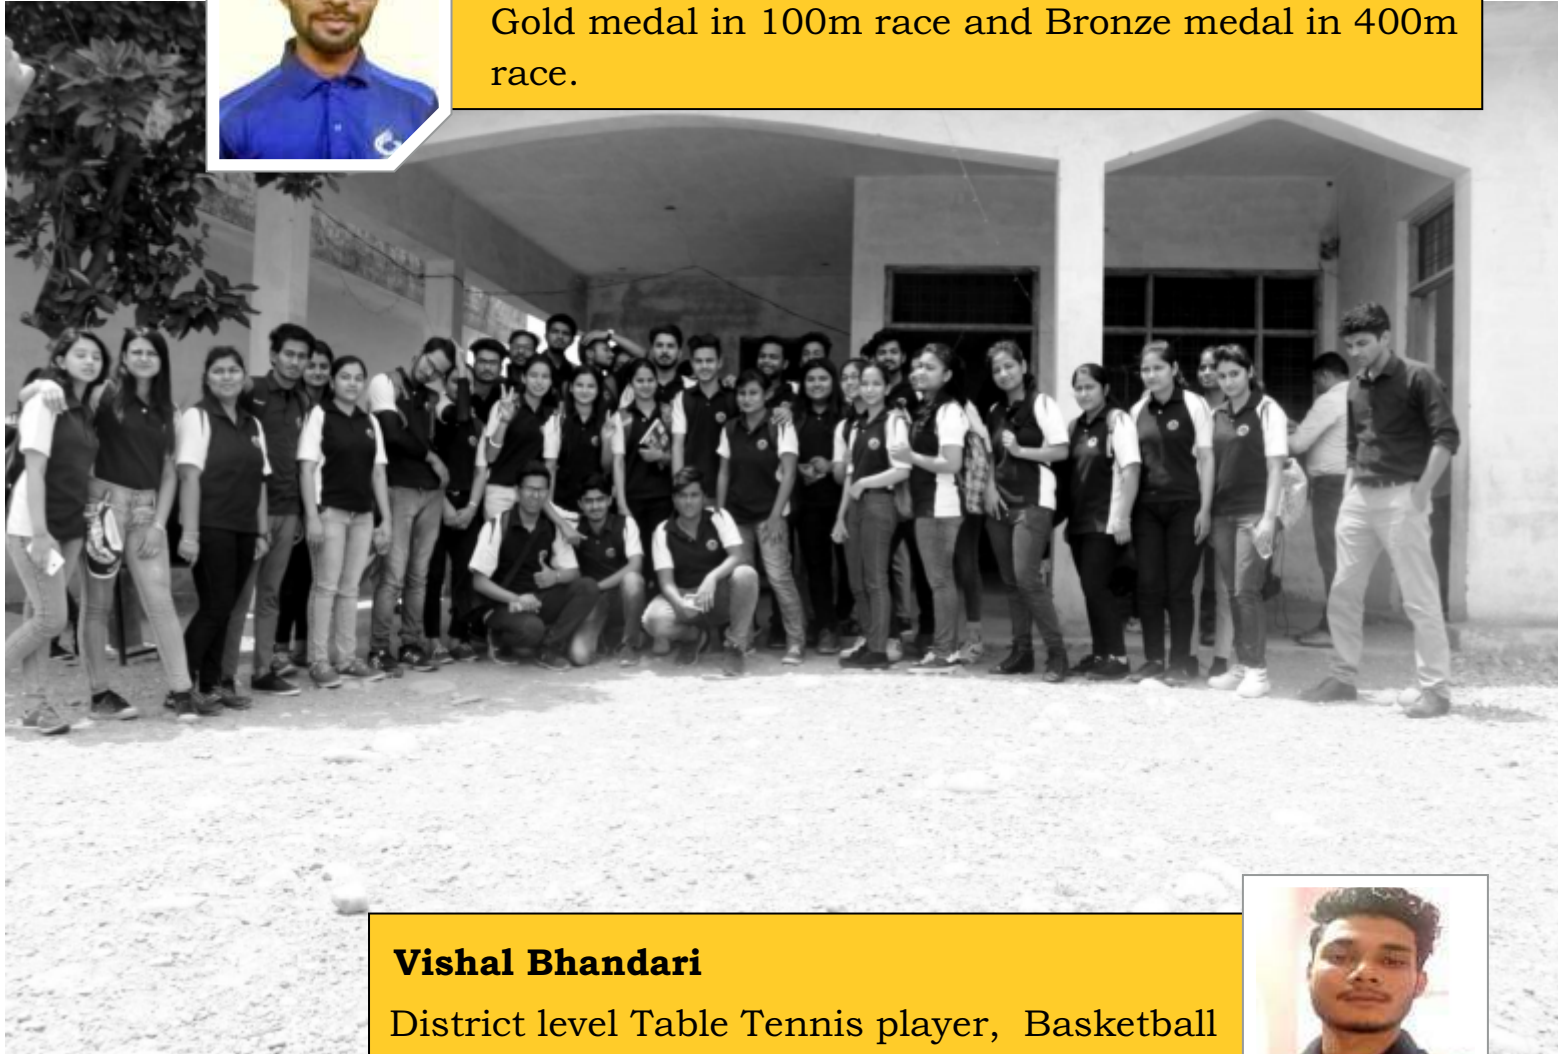 Gold medal in 100m race and Bronze medal in 400m
race.
Vishal Bhandari
District level Table Tennis player,  Basketball